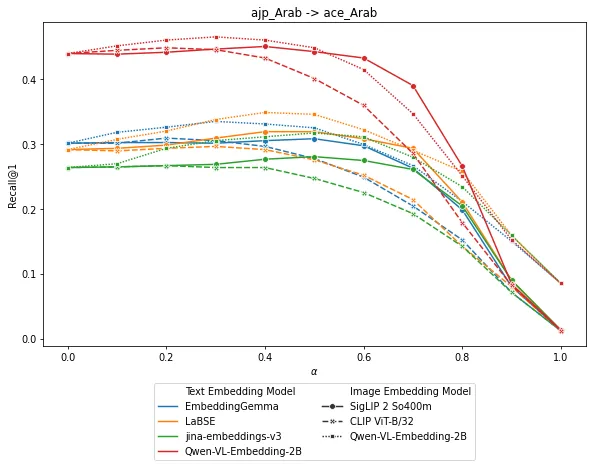 ajp_Arab -> ace_Arab
Recall@1
0.4
0.3
0.2
0.1
0.0
0.0 0.2 0.4 0.6 0.8 1.0
α
Text Embedding Model
EmbeddingGemma
LaBSE
jina-embeddings-v3
Qwen-VL-Embedding-2B
Image Embedding Model
SigLIP 2 So400m
CLIP ViT-B/32
Qwen-VL-Embedding-2B